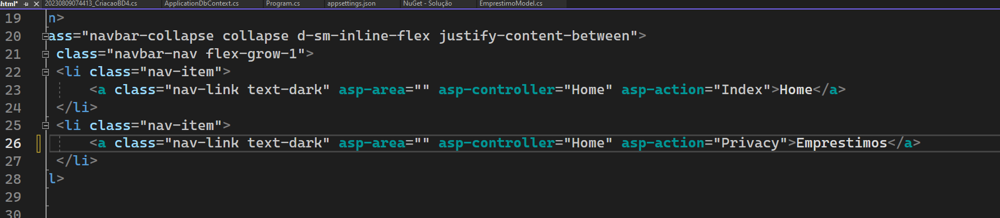 shtml* 20230809074413_CriacaoBD4.cs ApplicationDbContext.cs Program.cs appsettings.json NuGet - Solução EmprestimoModel.cs
19 n>
20 ass="navbar-collapse collapse d-sm-inline-flex justify-content-between">
21 class="navbar-nav flex-grow-1">
22 <li class="nav-item">
23 <a class="nav-link text-dark" asp-area="" asp-controller="Home" asp-action="Index">Home</a>
24 </li>
25 <li class="nav-item">
26 <a class="nav-link text-dark" asp-area="" asp-controller="Home" asp-action="Privacy">Emprestimos</a>
27 </li>
28 l>
29
30